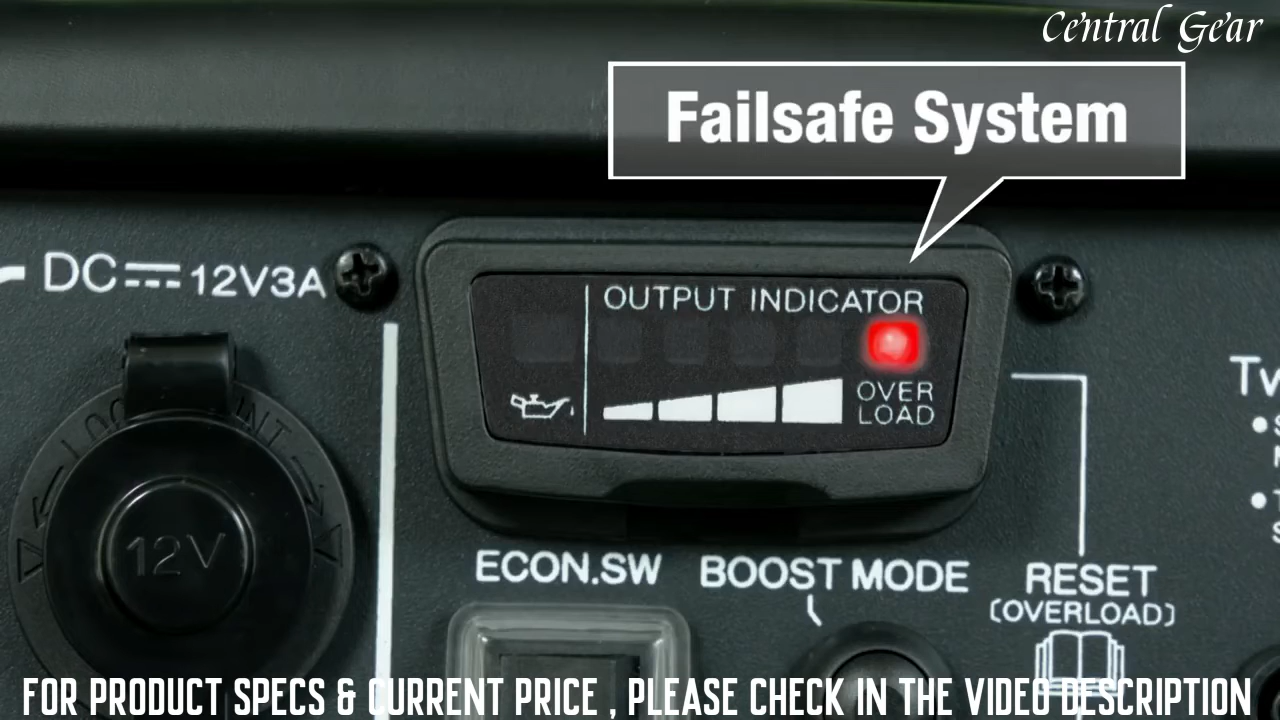 Central Gear
Failsafe System
DC 12V3A
OUTPUT INDICATOR
OVER
LOAD
12V
ECON.SW
BOOST MODE
RESET
(OVERLOAD)
FOR PRODUCT SPECS & CURRENT PRICE , PLEASE CHECK IN THE VIDEO DESCRIPTION